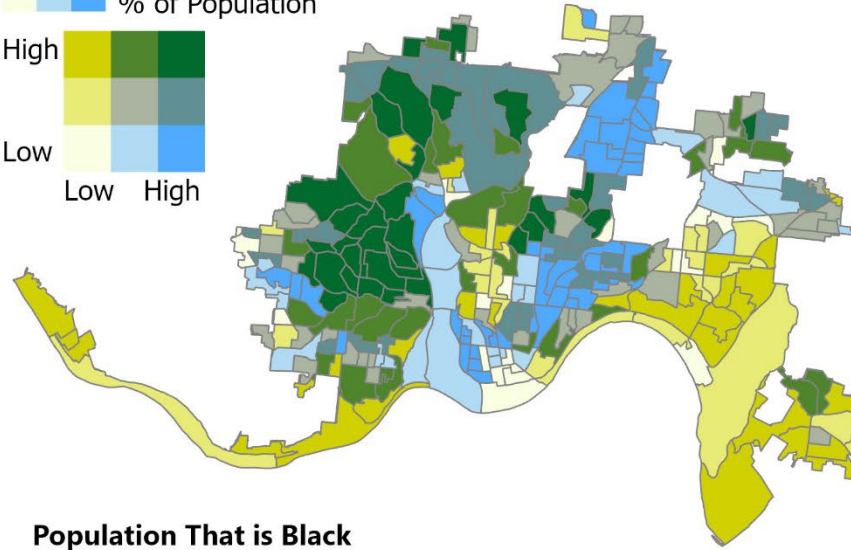 % of Population
High
Low
Low High
Population That is Black